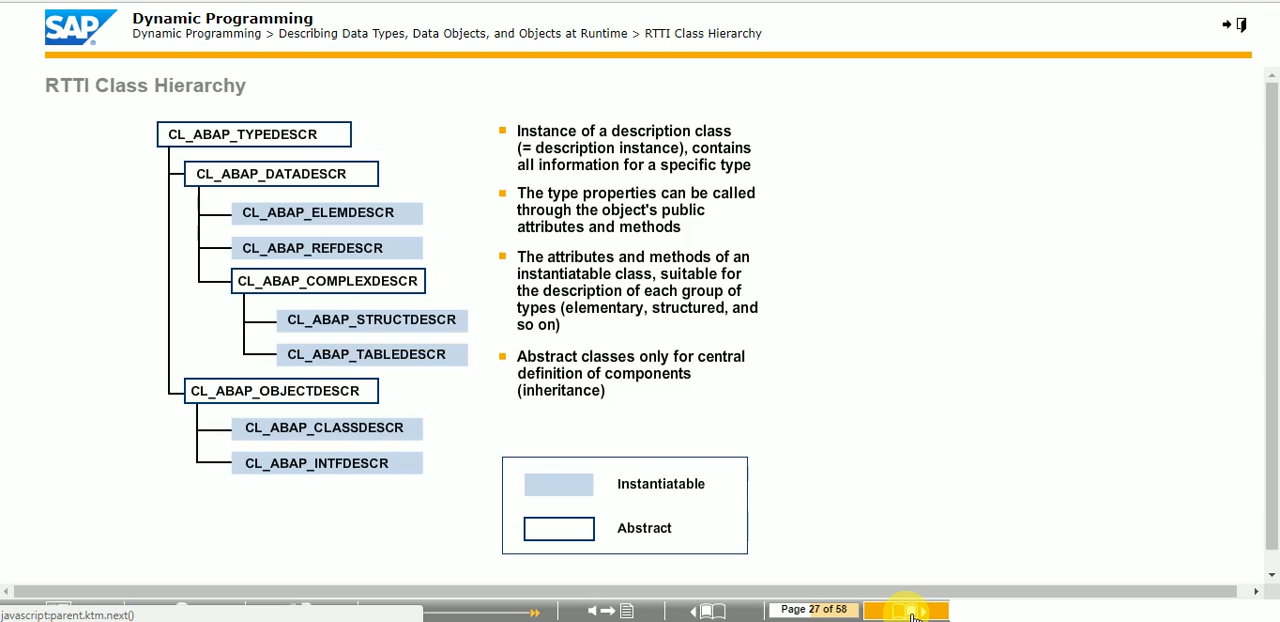 SAP
Dynamic Programming
Dynamic Programming > Describing Data Types, Data Objects, and Objects at Runtime > RTTI Class Hierarchy
RTTI Class Hierarchy
CL_ABAP_TYPEDESCR
CL_ABAP_DATADESCR
CL_ABAP_ELEMDESCR
CL_ABAP_REFDESCR
CL_ABAP_COMPLEXDESCR
CL_ABAP_STRUCTDESCR
CL_ABAP_TABLEDESCR
CL_ABAP_OBJECTDESCR
CL_ABAP_CLASSDESCR
CL_ABAP_INTFDESCR
Instance of a description class
(= description instance), contains
all information for a specific type
The type properties can be called
through the object's public
attributes and methods
The attributes and methods of an
instantiatable class, suitable for
the description of each group of
types (elementary, structured, and
so on)
Abstract classes only for central
definition of components
(inheritance)
Instantiatable
Abstract
javascript:parent.ktm.next()
Page 27 of 58